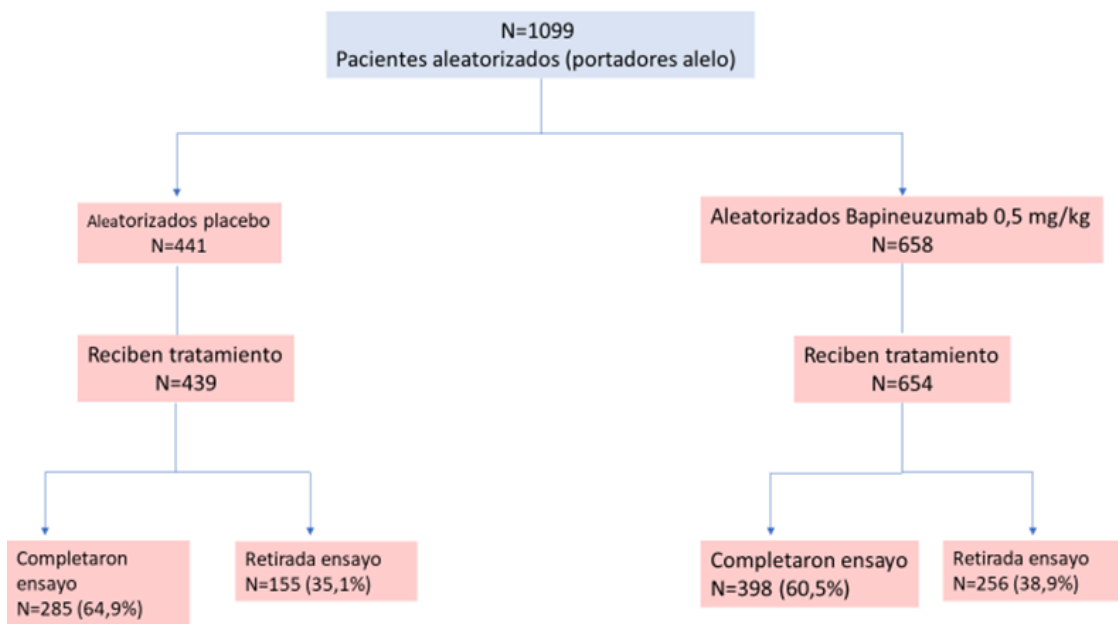 N=1099
Pacientes aleatorizados (portadores alelo)
Aleatorizados placebo
N=441
Aleatorizados Bapineuzumab 0,5 mg/kg
N=658
Reciben tratamiento
N=439
Reciben tratamiento
N=654
Completaron
ensayo
N=285 (64,9%)
Retirada ensayo
N=155 (35,1%)
Completaron ensayo
N=398 (60,5%)
Retirada ensayo
N=256 (38,9%)